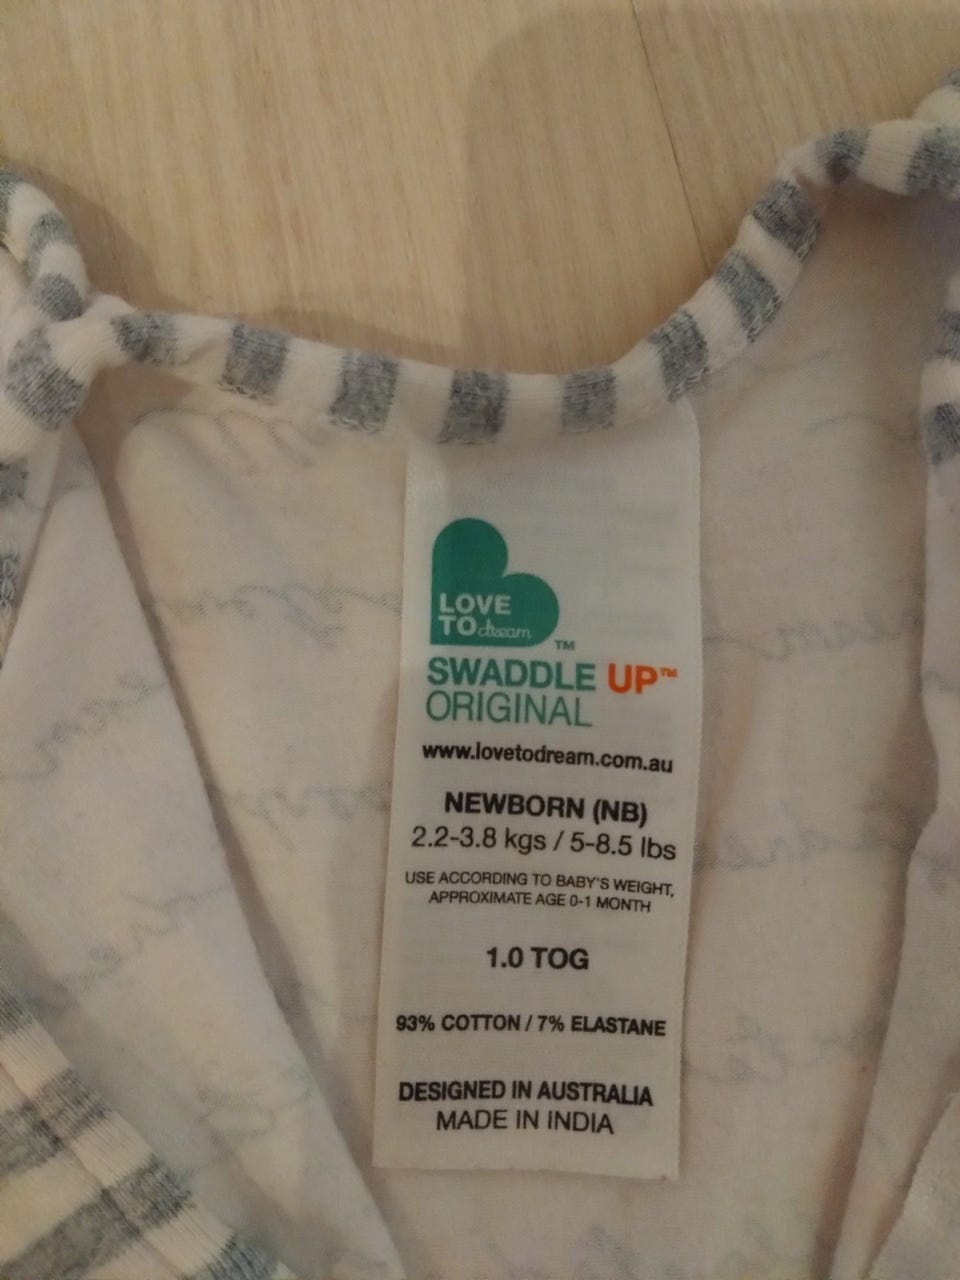 LOVE
TO dream™
SWADDLE UP™
ORIGINAL
www.lovetodream.com.au
NEWBORN (NB)
2.2-3.8 kgs / 5-8.5 lbs
USE ACCORDING TO BABY'S WEIGHT,
APPROXIMATE AGE 0-1 MONTH
1.0 TOG
93% COTTON / 7% ELASTANE
DESIGNED IN AUSTRALIA
MADE IN INDIA